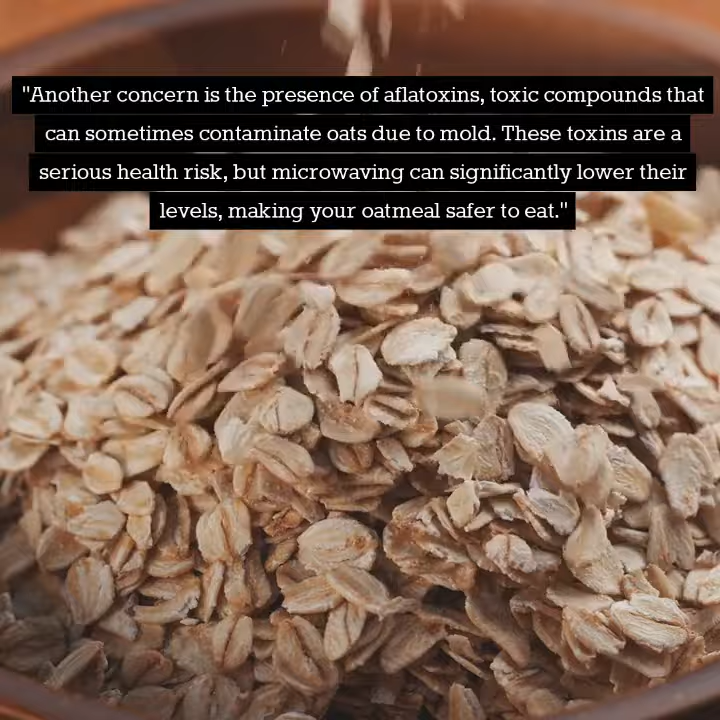 "Another concern is the presence of aflatoxins, toxic compounds that
can sometimes contaminate oats due to mold. These toxins are a
serious health risk, but microwaving can significantly lower their
levels, making your oatmeal safer to eat."